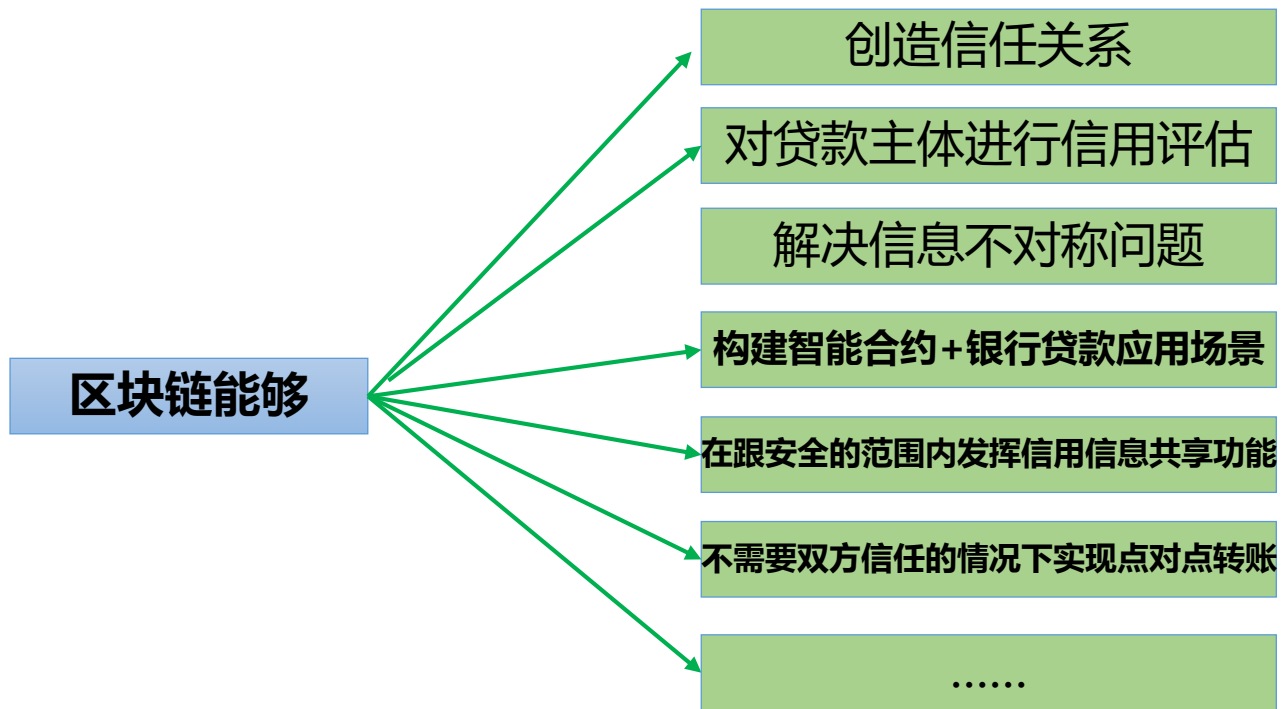 创造信任关系
对贷款主体进行信用评估
解决信息不对称问题
构建智能合约+银行贷款应用场景
区块链能够
在跟安全的范围内发挥信用信息共享功能
不需要双方信任的情况下实现点对点转账
……